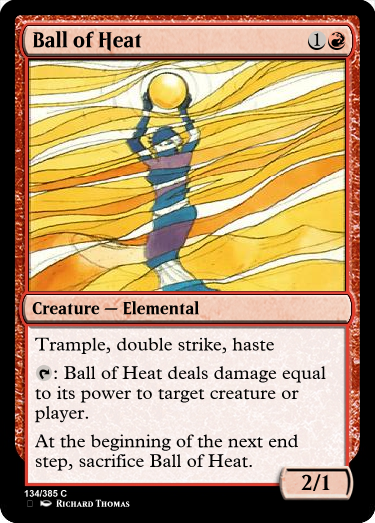 Ball of Heat 1
Creature — Elemental
Trample, double strike, haste
: Ball of Heat deals damage equal
to its power to target creature or
player.
At the beginning of the next end
step, sacrifice Ball of Heat.
2/1
134/385 C
Richard Thomas